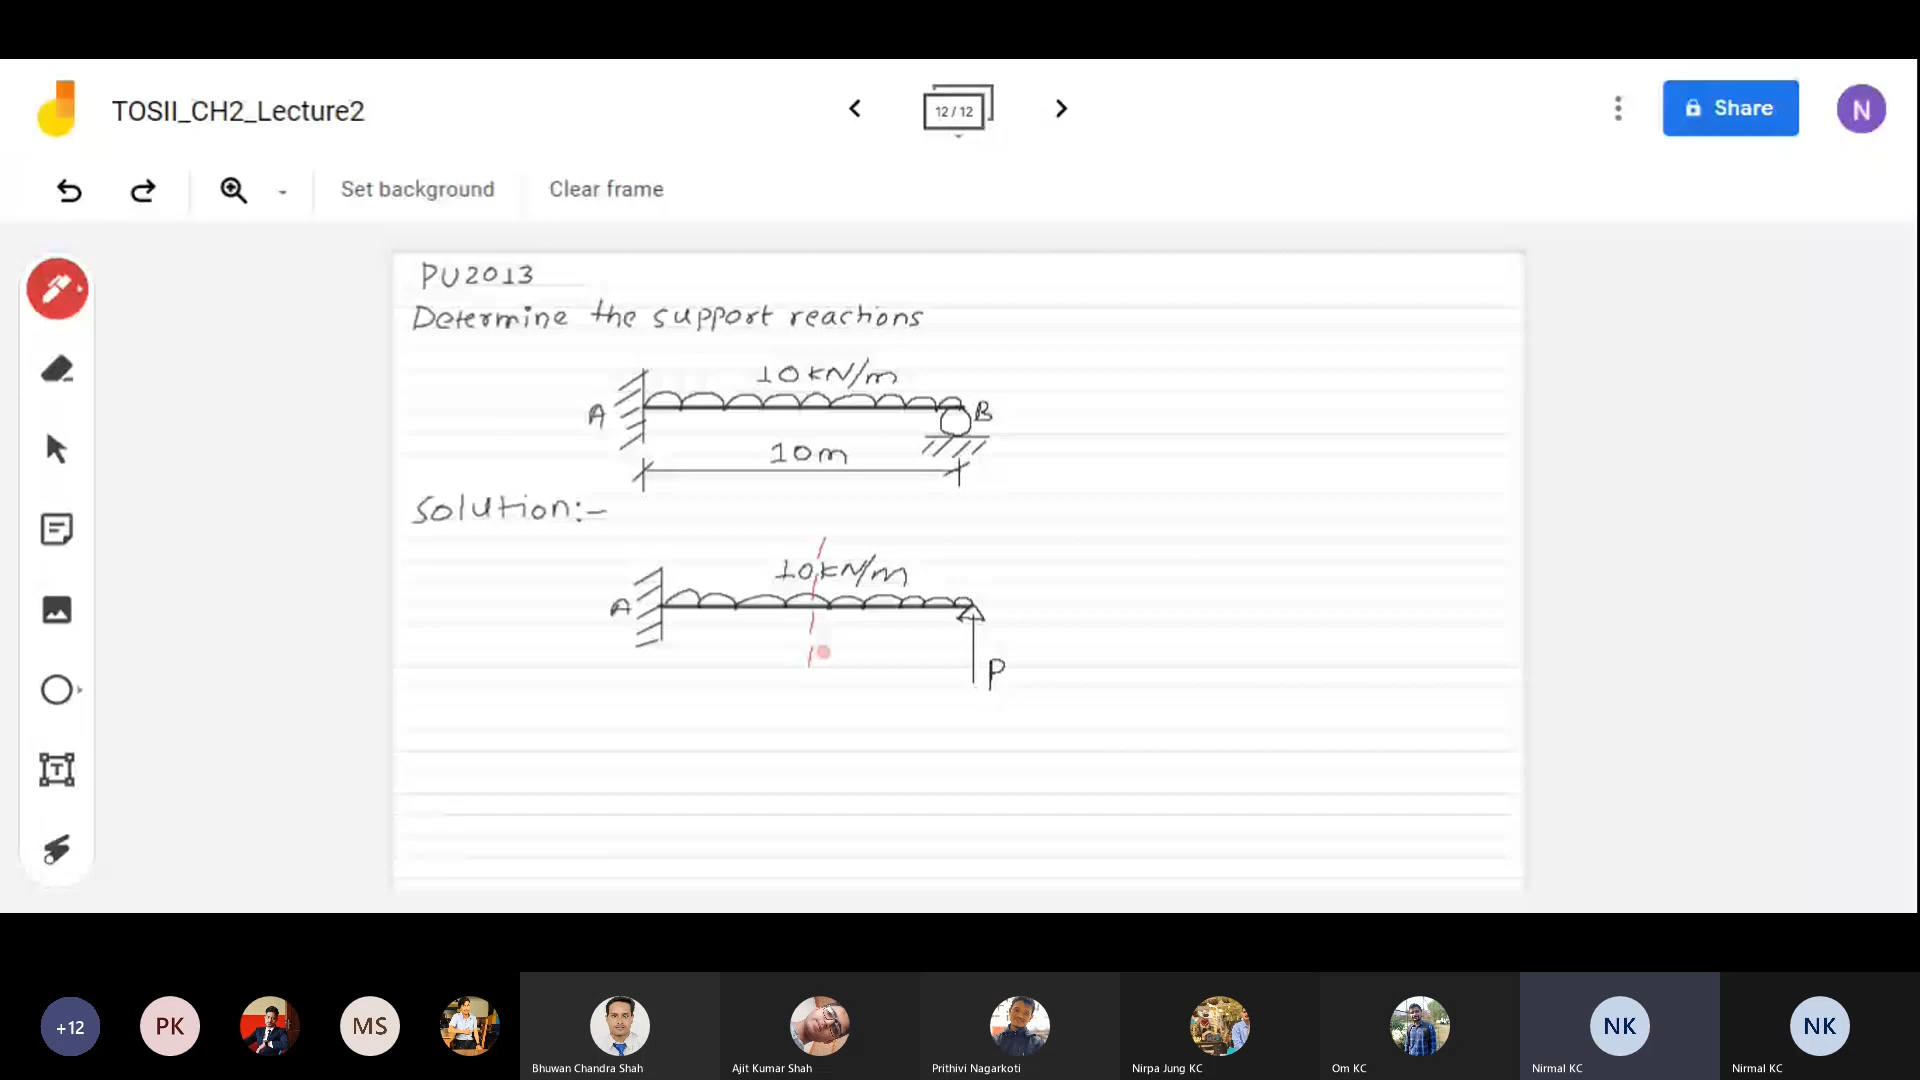 TOSII_CH2_Lecture2
12 / 12
Share
N
Set background
Clear frame
PU2013
Determine the support reactions
10kN/m
A
B
10m
Solution:-
10kN/m
A
P
+12
PK
MS
NK
NK
Bhuwan Chandra Shah
Ajit Kumar Shah
Prithivi Nagarkoti
Nirpa Jung KC
Om KC
Nirmal KC
Nirmal KC